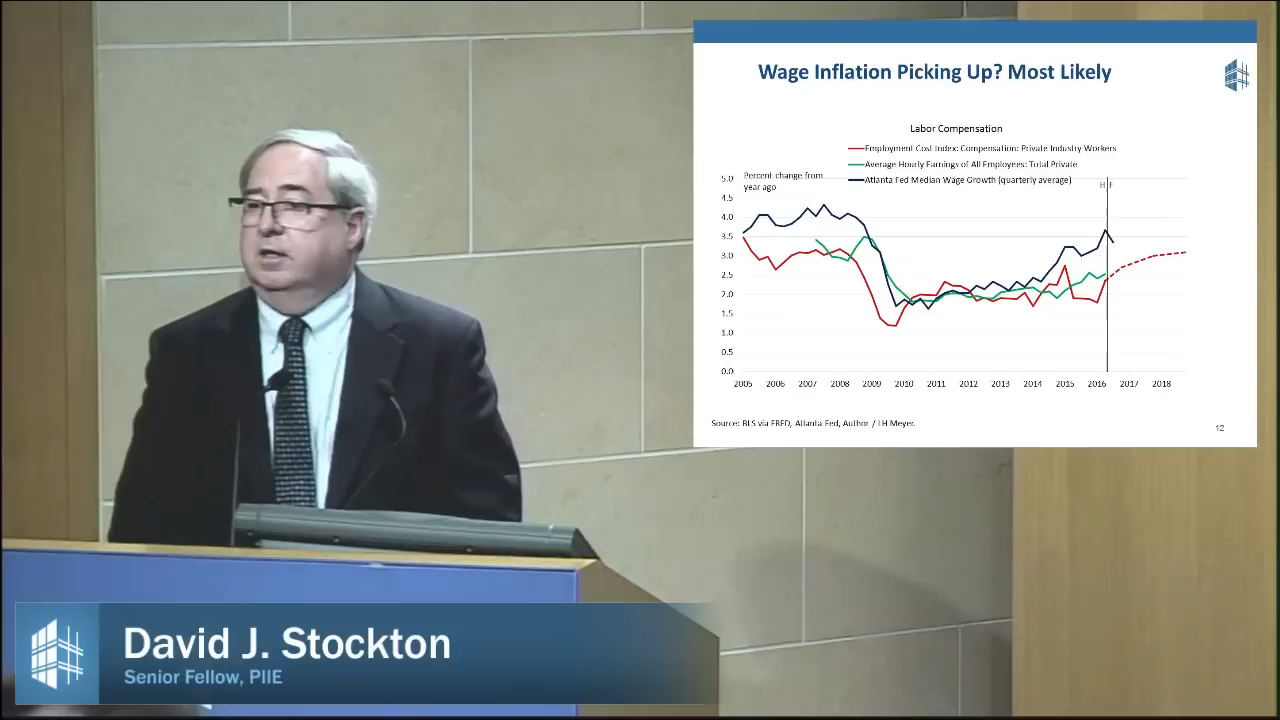 Wage Inflation Picking Up? Most Likely
Labor Compensation
Employment Cost Index: Compensation: Private Industry Workers
Average Hourly Earnings of All Employees: Total Private
Atlanta Fed Median Wage Growth (quarterly average)
Percent change from
year ago
H F
5.0
4.5
4.0
3.5
3.0
2.5
2.0
1.5
1.0
0.5
0.0
2005 2006 2007 2008 2009 2010 2011 2012 2013 2014 2015 2016 2017 2018
Source: BLS via FRED, Atlanta Fed, Author / LH Meyer.
12
David J. Stockton
Senior Fellow, PIIE